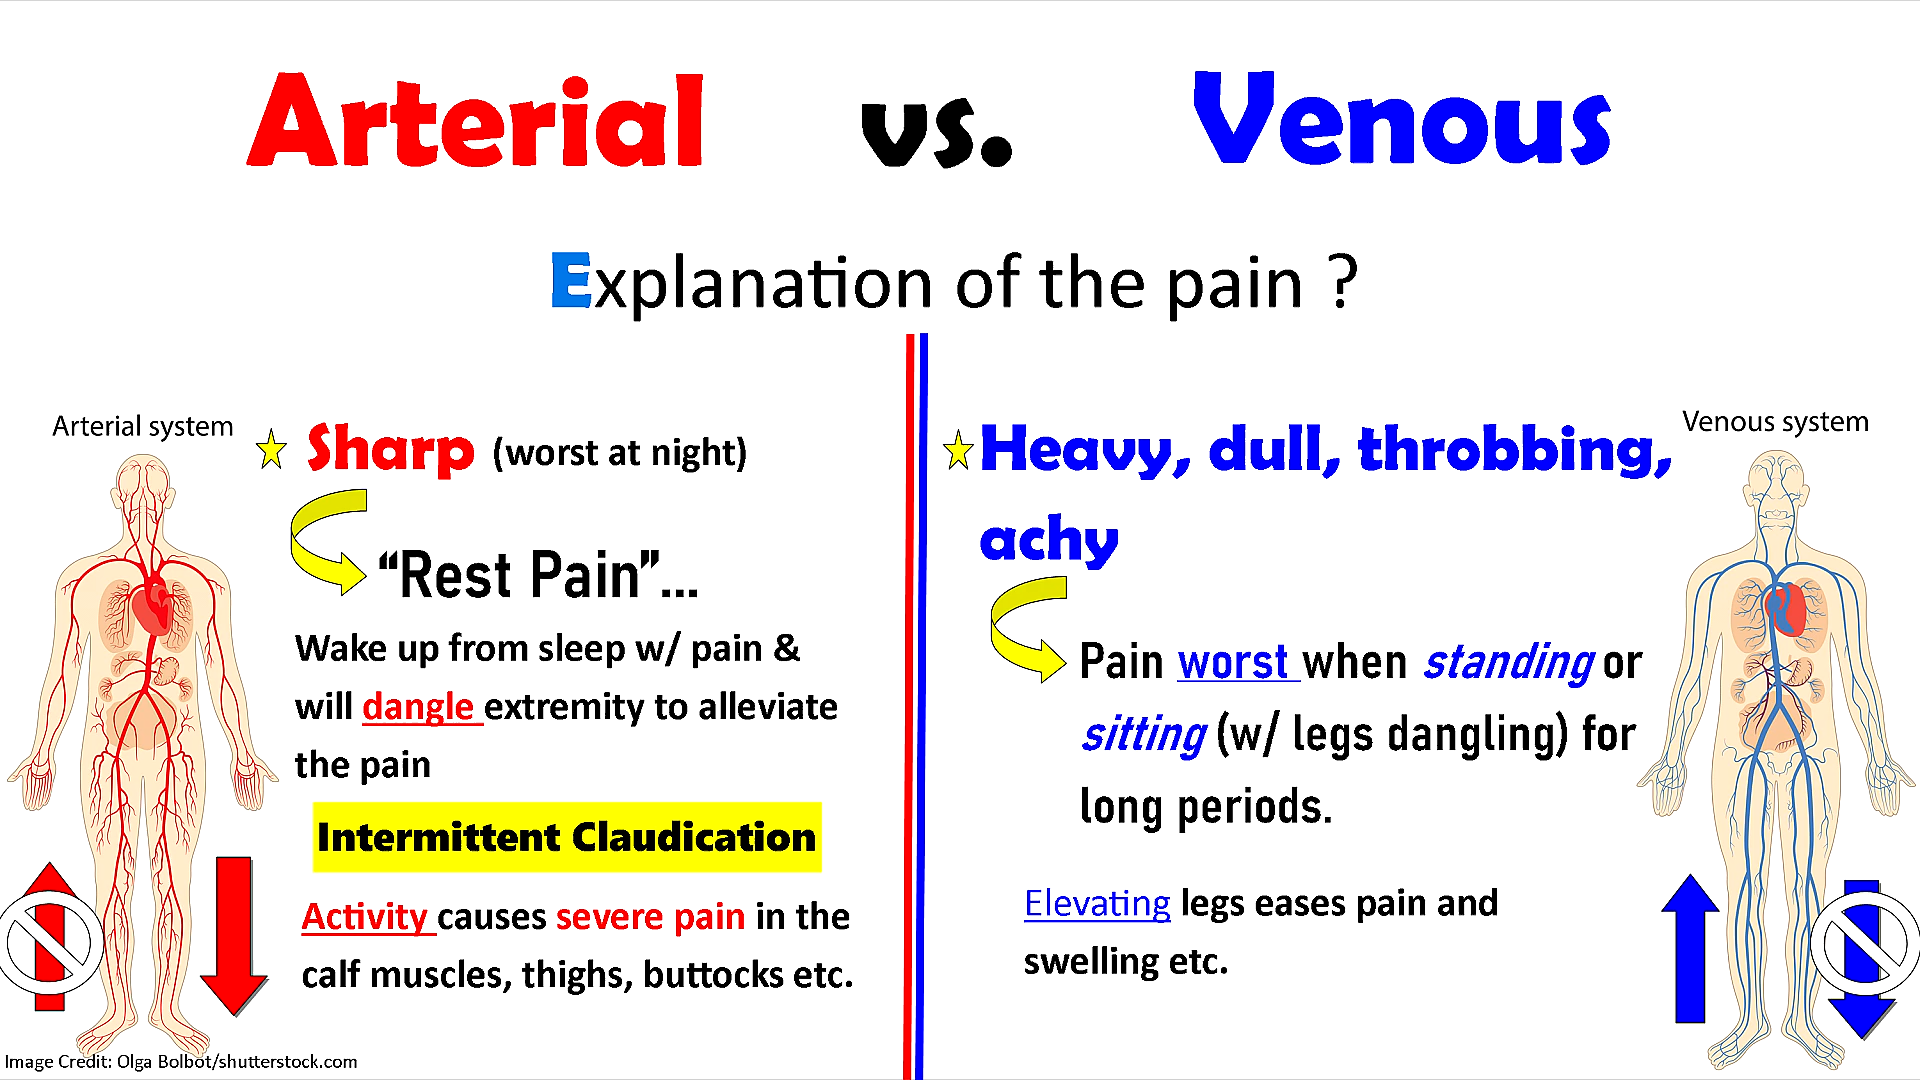 Arterial vs. Venous
Explanation of the pain ?
Arterial system
Sharp (worst at night)
"Rest Pain"...
Wake up from sleep w/ pain &
will dangle extremity to alleviate
the pain
Intermittent Claudication
Activity causes severe pain in the
calf muscles, thighs, buttocks etc.
Image Credit: Olga Bolbot/shutterstock.com
Venous system
Heavy, dull, throbbing,
achy
Pain worst when standing or
sitting (w/ legs dangling) for
long periods.
Elevating legs eases pain and
swelling etc.